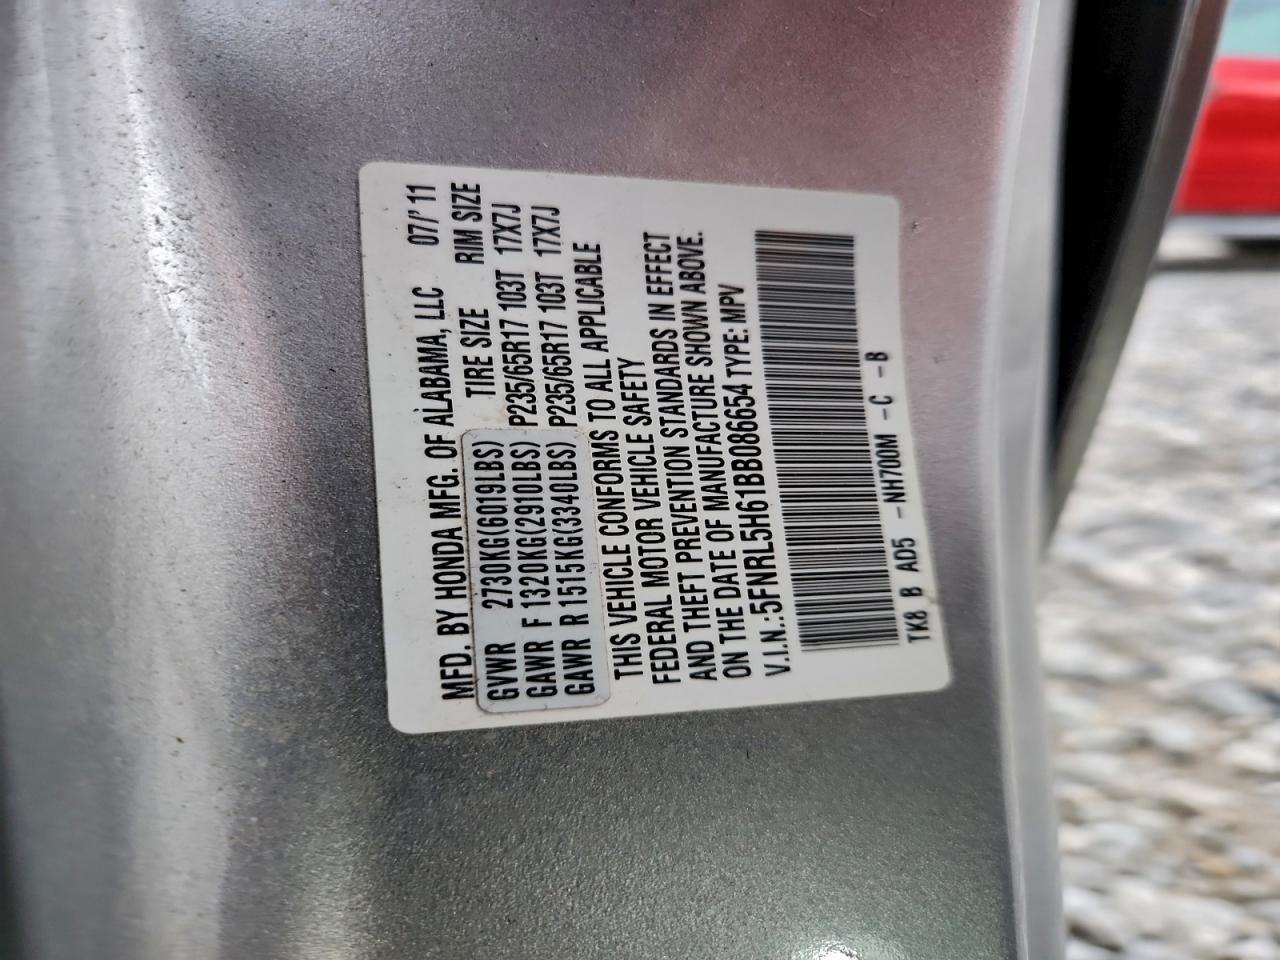 MFD. BY HONDA MFG. OF ALABAMA, LLC 07/'11
GVWR 2730KG(6019LBS) TIRE SIZE RIM SIZE
GAWR F 1320KG(2910LBS) P235/65R17 103T 17X7J
GAWR R 1515KG(3340LBS) P235/65R17 103T 17X7J
THIS VEHICLE CONFORMS TO ALL APPLICABLE
FEDERAL MOTOR VEHICLE SAFETY
AND THEFT PREVENTION STANDARDS IN EFFECT
ON THE DATE OF MANUFACTURE SHOWN ABOVE.
V.I.N.:5FNRL5H61BB086654 TYPE: MPV
TK8 B AD5 -NH700M -C -B